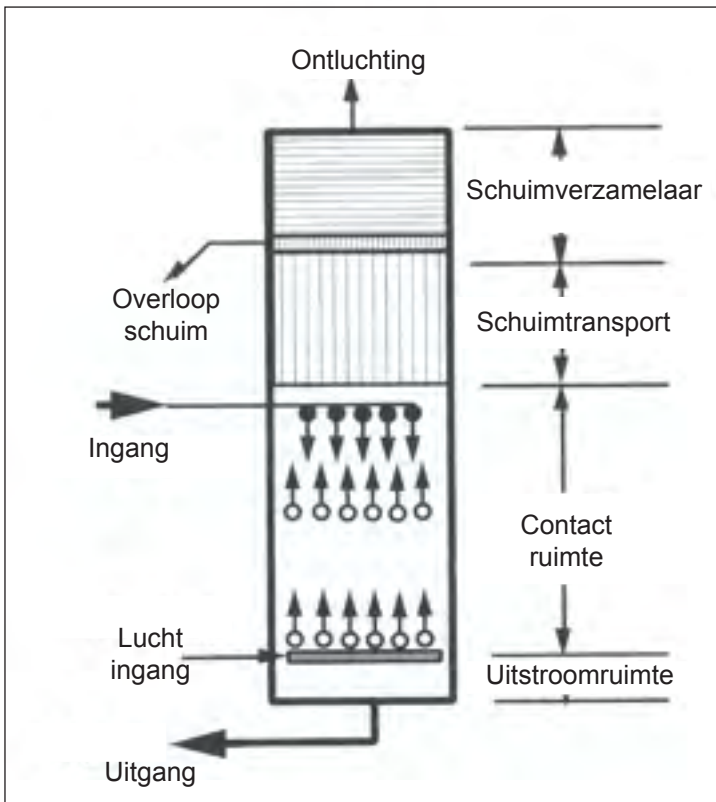 Ontluchting
Schuimverzamelaar
Overloop
schuim
Schuimtransport
Ingang
Contact
ruimte
Lucht
ingang
Uitstroomruimte
Uitgang